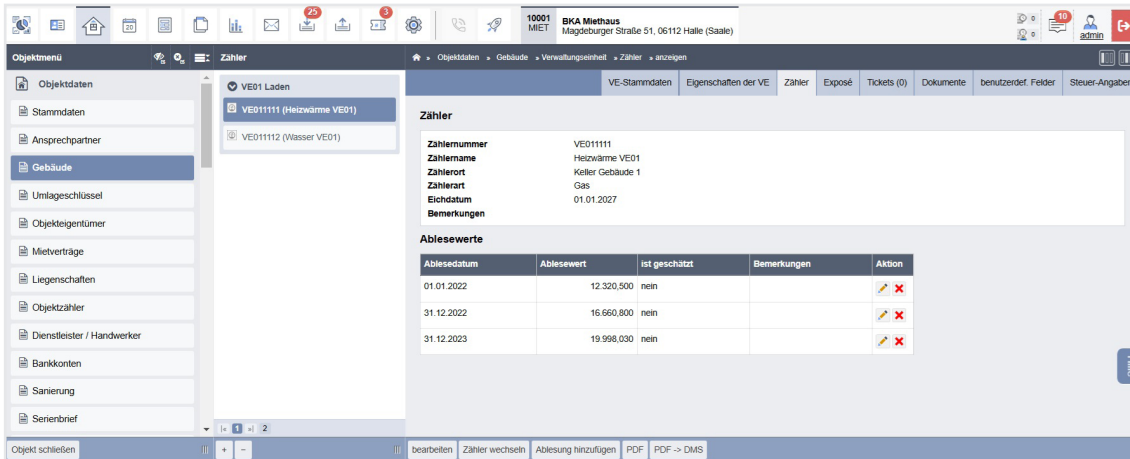 20
25
3
10001
MIET
BKA Miethaus
Magdeburger Straße 51, 06112 Halle (Saale)
0
0
10
admin
Objektmenü
Zähler
» Objektdaten » Gebäude » Verwaltungseinheit » Zähler » anzeigen
Objektdaten
Stammdaten
Ansprechpartner
Gebäude
Umlageschlüssel
Objekteigentümer
Mietverträge
Liegenschaften
Objektzähler
Dienstleister / Handwerker
Bankkonten
Sanierung
Serienbrief
Objekt schließen
VE01 Laden
VE011111 (Heizwärme VE01)
VE011112 (Wasser VE01)
|« 1 »| 2
+ −
VE-Stammdaten Eigenschaften der VE Zähler Exposé Tickets (0) Dokumente benutzerdef. Felder Steuer-Angaben
Zähler
Zählernummer VE011111
Zählername Heizwärme VE01
Zählerort Keller Gebäude 1
Zählerart Gas
Eichdatum 01.01.2027
Bemerkungen
Ablesewerte
Ablesedatum Ablesewert ist geschätzt Bemerkungen Aktion
01.01.2022 12.320,500 nein
31.12.2022 16.660,800 nein
31.12.2023 19.998,030 nein
bearbeiten Zähler wechseln Ablesung hinzufügen PDF PDF -> DMS